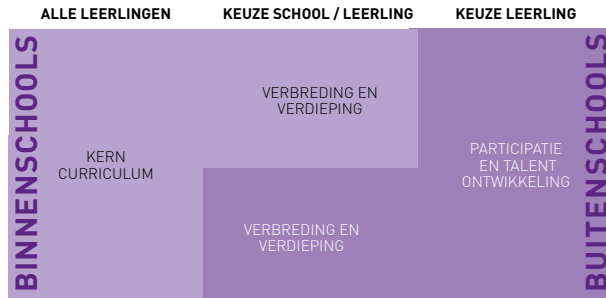 ALLE LEERLINGEN
KEUZE SCHOOL / LEERLING
KEUZE LEERLING
BINNENSCHOOLS
KERN
CURRICULUM
VERBREDING EN
VERDIEPING
VERBREDING EN
VERDIEPING
PARTICIPATIE
EN TALENT
ONTWIKKELING
BUITENSCHOOLS